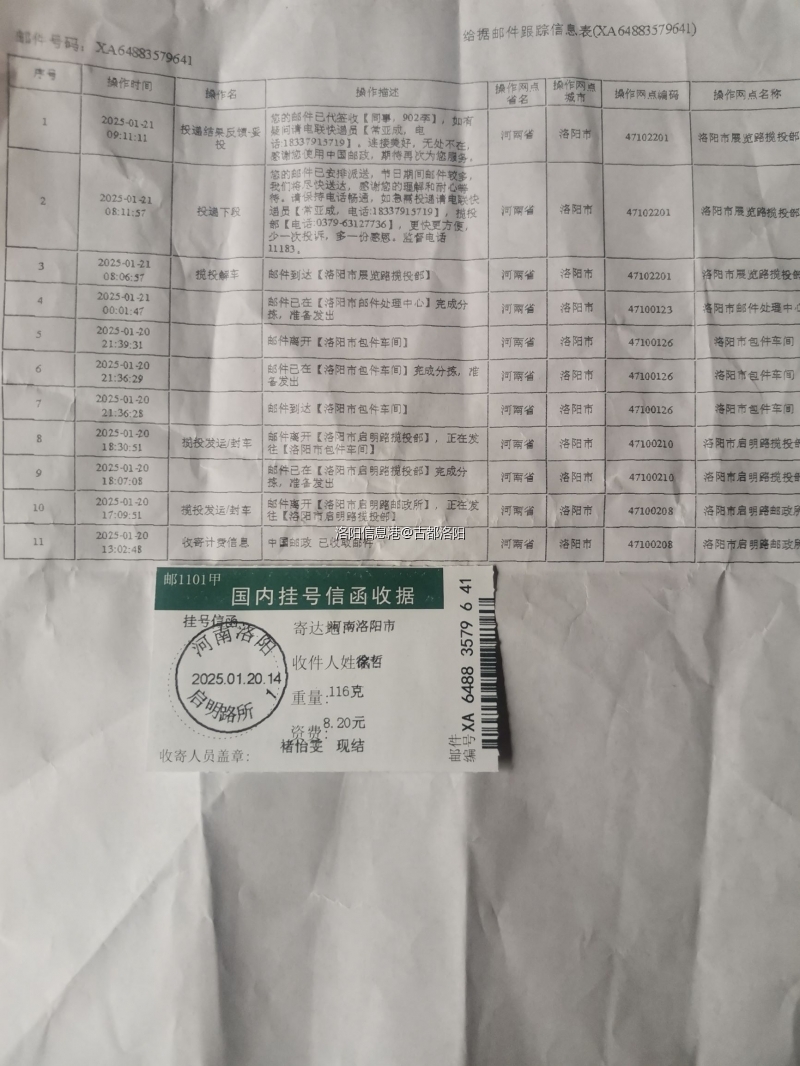 邮件号码：XA64883579641
给据邮件跟踪信息表(XA64883579641)
序号 操作时间 操作名 操作描述 操作网点省名 操作网点城市 操作网点编码 操作网点名称
1 2025-01-21 09:11:11 投递结果反馈-妥投 您的邮件已代签收【同事，902李】，如有疑问请电联快递员【常亚成，电话:18337915719】。连接美好，无处不在，感谢您使用中国邮政，期待再次为您服务。 河南省 洛阳市 47102201 洛阳市展览路揽投部
2 2025-01-21 08:11:57 投递下段 您的邮件已安排派送，节日期间邮件较多，我们将尽快送达，感谢您的理解和耐心等待。请保持电话畅通，如急需投递请电联快递员【常亚成，电话:18337915719】，揽投部【电话:0379-63127736】，更快更方便，少一次投诉，多一份感恩。监督电话11183。 河南省 洛阳市 47102201 洛阳市展览路揽投部
3 2025-01-21 08:06:57 揽投解车 邮件到达【洛阳市展览路揽投部】 河南省 洛阳市 47102201 洛阳市展览路揽投部
4 2025-01-21 00:01:47 邮件已在【洛阳市邮件处理中心】完成分拣，准备发出 河南省 洛阳市 47100123 洛阳市邮件处理中心
5 2025-01-20 21:39:31 邮件离开【洛阳市包件车间】 河南省 洛阳市 47100126 洛阳市包件车间
6 2025-01-20 21:36:29 邮件已在【洛阳市包件车间】完成分拣，准备发出 河南省 洛阳市 47100126 洛阳市包件车间
7 2025-01-20 21:36:28 邮件到达【洛阳市包件车间】 河南省 洛阳市 47100126 洛阳市包件车间
8 2025-01-20 18:30:51 揽投发运/封车 邮件离开【洛阳市启明路揽投部】，正在发往【洛阳市包件车间】 河南省 洛阳市 47100210 洛阳市启明路揽投部
9 2025-01-20 18:07:08 邮件已在【洛阳市启明路揽投部】完成分拣，准备发出 河南省 洛阳市 47100210 洛阳市启明路揽投部
10 2025-01-20 17:09:51 揽投发运/封车 邮件离开【洛阳市启明路邮政所】，正在发往【洛阳市启明路揽投部】 河南省 洛阳市 47100208 洛阳市启明路邮政所
洛阳信息港@古都洛阳
11 2025-01-20 13:02:48 收寄计费信息 中国邮政 已收取邮件 河南省 洛阳市 47100208 洛阳市启明路邮政所
邮1101甲
国内挂号信函收据
挂号信函
寄达地:河南洛阳市
河南洛阳
2025.01.20.14
启明路所
1
收件人姓名:徐哲
重量:116克
资费:8.20元
褚怡雯 现结
收寄人员盖章:
邮件编号 XA 6488 3579 6 41